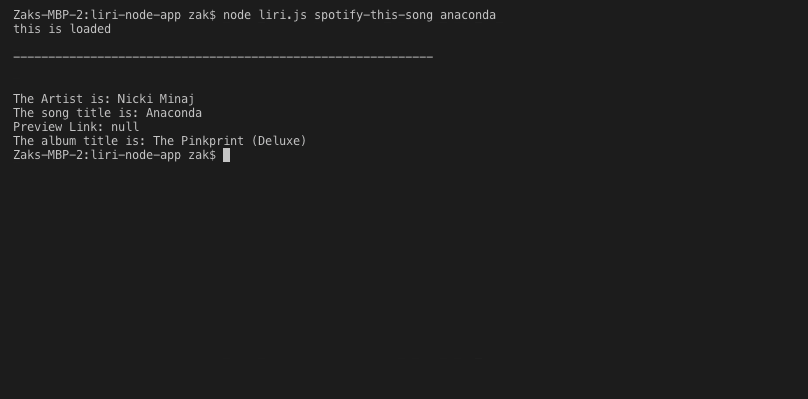 Zaks-MBP-2:liri-node-app zak$ node liri.js spotify-this-song anaconda
this is loaded
____________________________________________________________
The Artist is: Nicki Minaj
The song title is: Anaconda
Preview Link: null
The album title is: The Pinkprint (Deluxe)
Zaks-MBP-2:liri-node-app zak$